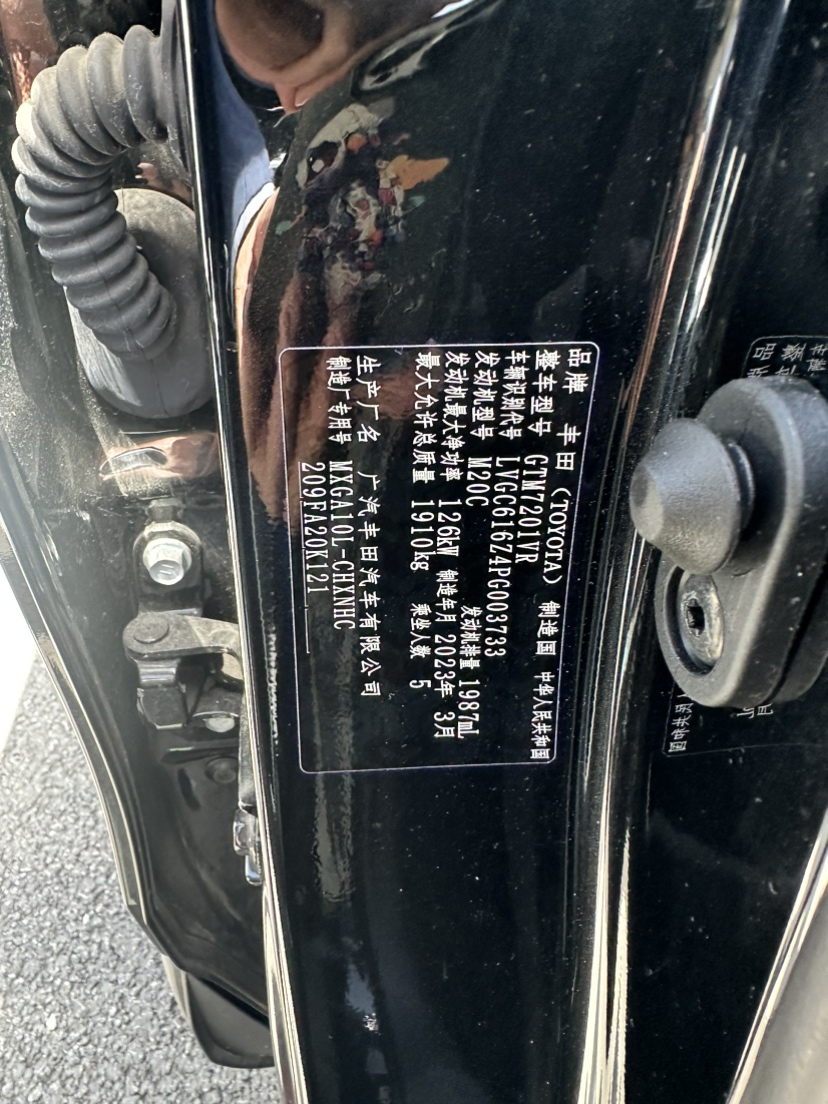 品牌 丰田（TOYOTA） 制造国 中华人民共和国
整车型号 GTM7201VR
车辆识别代号 LVGC616Z4PG003733
发动机型号 M20C 发动机排量 1987mL
发动机最大净功率 126kW 制造年月 2023年 3月
最大允许总质量 1910kg 乘坐人数 5
生产厂名 广汽丰田汽车有限公司
制造厂专用号 MXGA10L-CHXNHC
209FA20K121